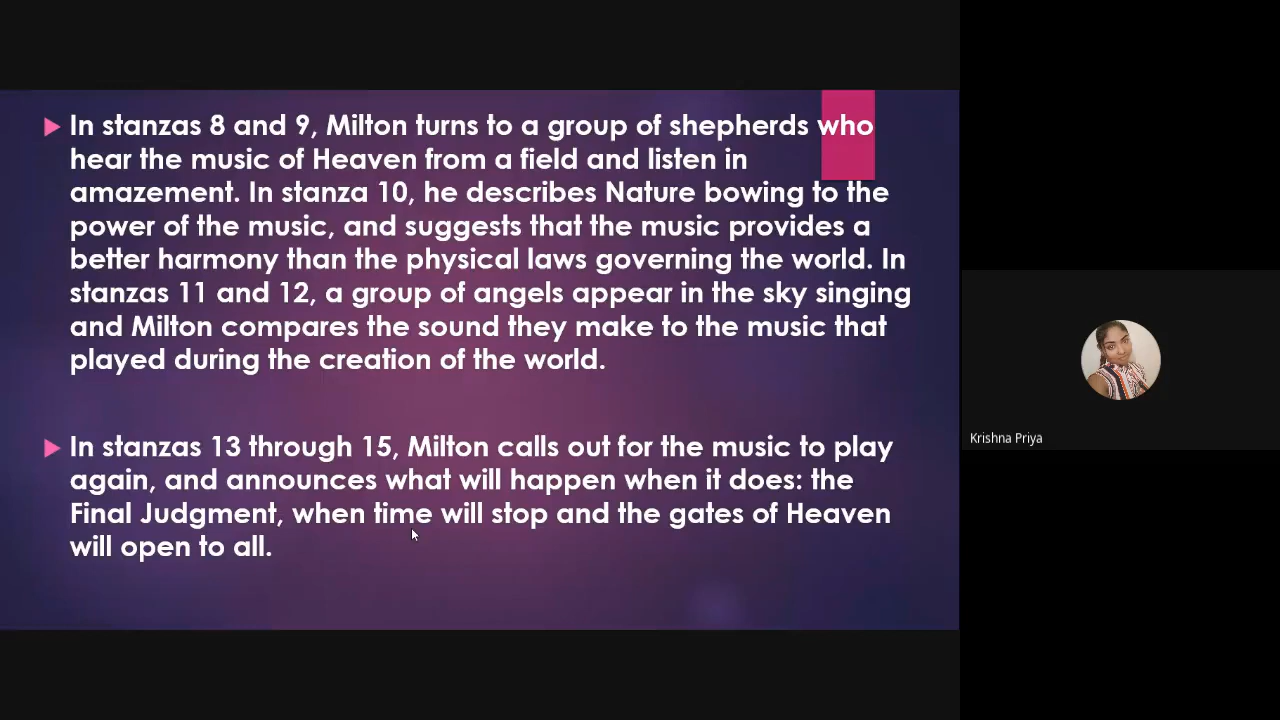 In stanzas 8 and 9, Milton turns to a group of shepherds who
hear the music of Heaven from a field and listen in
amazement. In stanza 10, he describes Nature bowing to the
power of the music, and suggests that the music provides a
better harmony than the physical laws governing the world. In
stanzas 11 and 12, a group of angels appear in the sky singing
and Milton compares the sound they make to the music that
played during the creation of the world.
In stanzas 13 through 15, Milton calls out for the music to play
again, and announces what will happen when it does: the
Final Judgment, when time will stop and the gates of Heaven
will open to all.
Krishna Priya